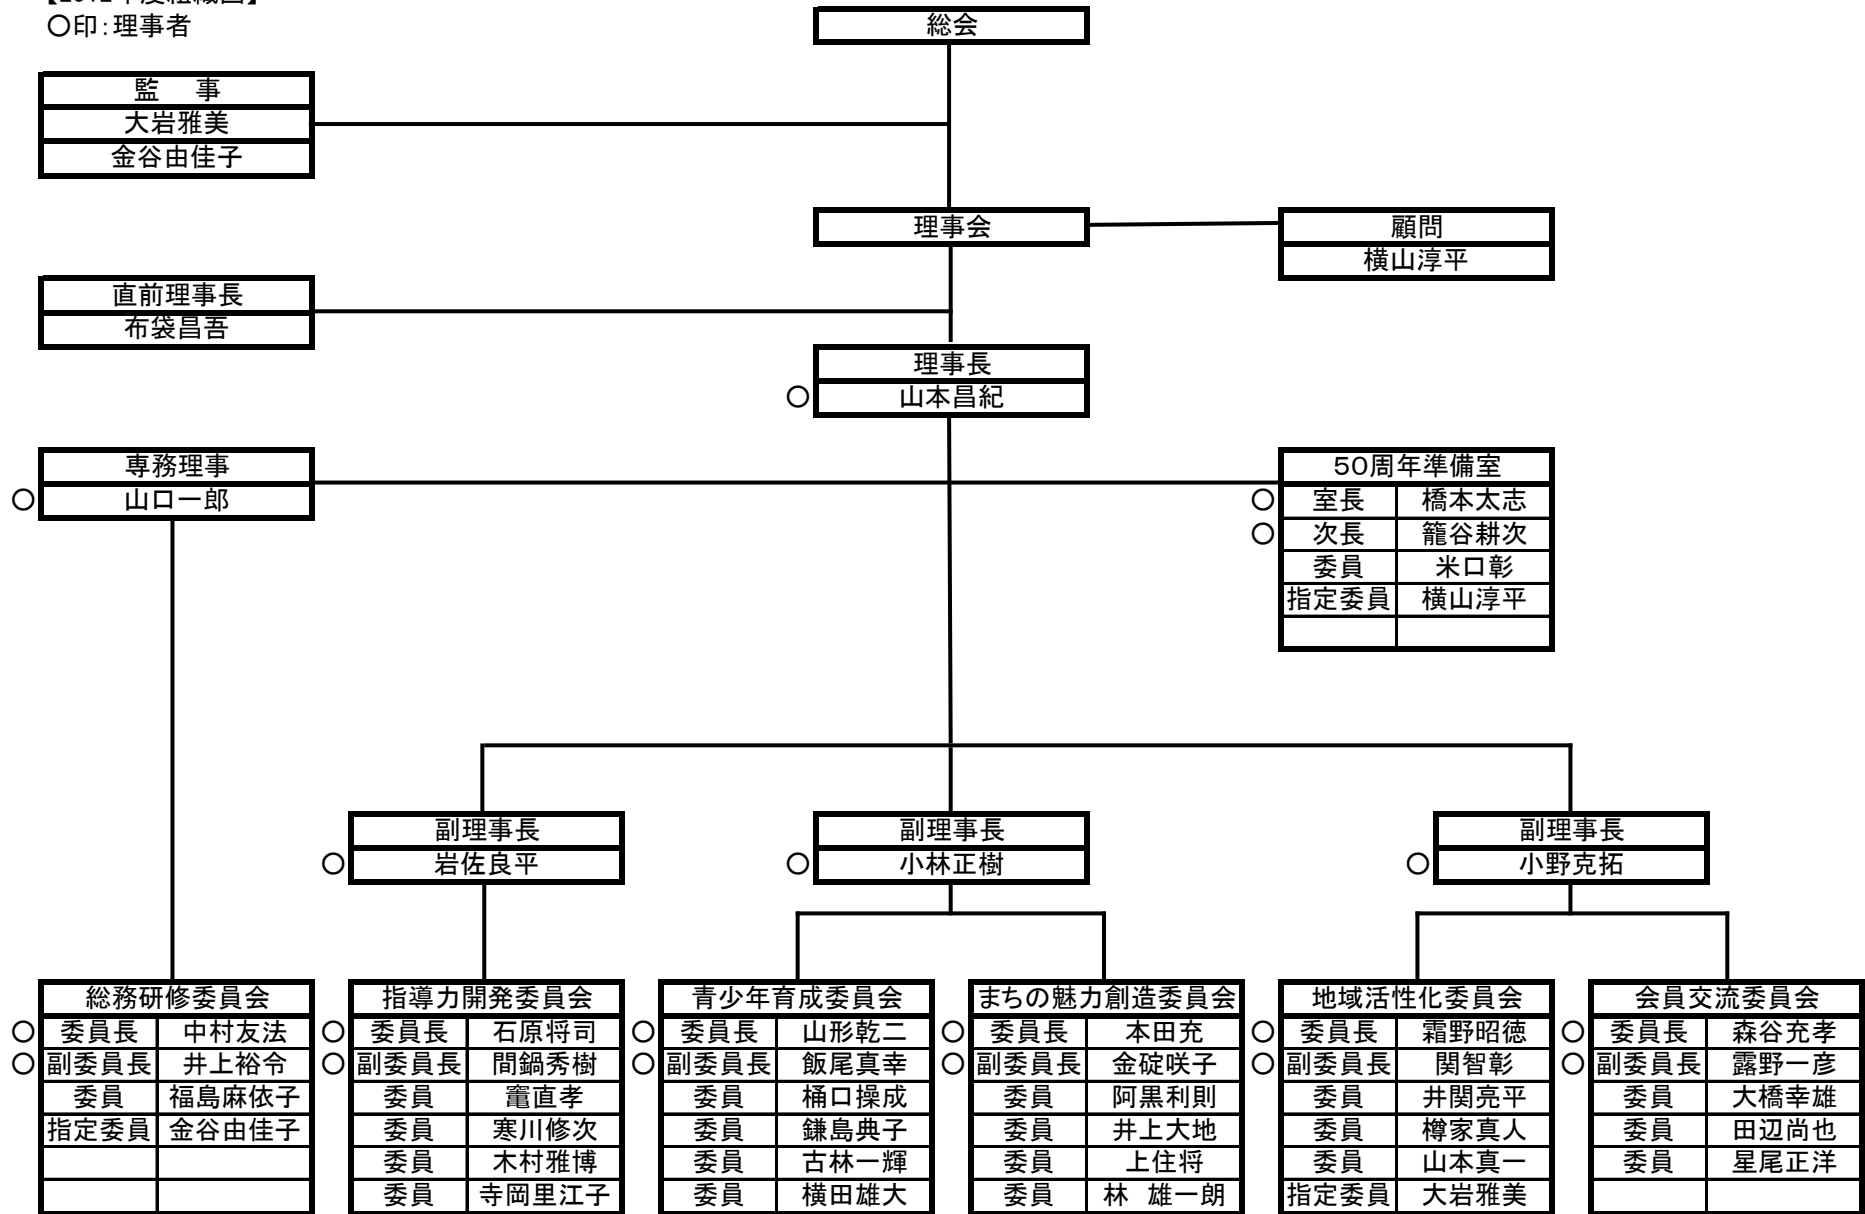 【2012年度組織図】
〇印：理事者
総会
監　事
大岩雅美
金谷由佳子
理事会
顧問
横山淳平
直前理事長
布袋昌吾
理事長
〇 山本昌紀
専務理事
〇 山口一郎
50周年準備室
〇 室長 橋本太志
〇 次長 籠谷耕次
委員 米口彰
指定委員 横山淳平
副理事長
〇 岩佐良平
副理事長
〇 小林正樹
副理事長
〇 小野克拓
総務研修委員会
〇 委員長 中村友法
〇 副委員長 井上裕令
委員 福島麻依子
指定委員 金谷由佳子
指導力開発委員会
〇 委員長 石原将司
〇 副委員長 間鍋秀樹
委員 竈直孝
委員 寒川修次
委員 木村雅博
委員 寺岡里江子
青少年育成委員会
〇 委員長 山形乾二
〇 副委員長 飯尾真幸
委員 桶口操成
委員 鎌島典子
委員 古林一輝
委員 横田雄大
まちの魅力創造委員会
〇 委員長 本田充
〇 副委員長 金碇咲子
委員 阿黒利則
委員 井上大地
委員 上住将
委員 林　雄一朗
地域活性化委員会
〇 委員長 霜野昭徳
〇 副委員長 関智彰
委員 井関亮平
委員 樽家真人
委員 山本真一
指定委員 大岩雅美
会員交流委員会
〇 委員長 森谷充孝
〇 副委員長 露野一彦
委員 大橋幸雄
委員 田辺尚也
委員 星尾正洋